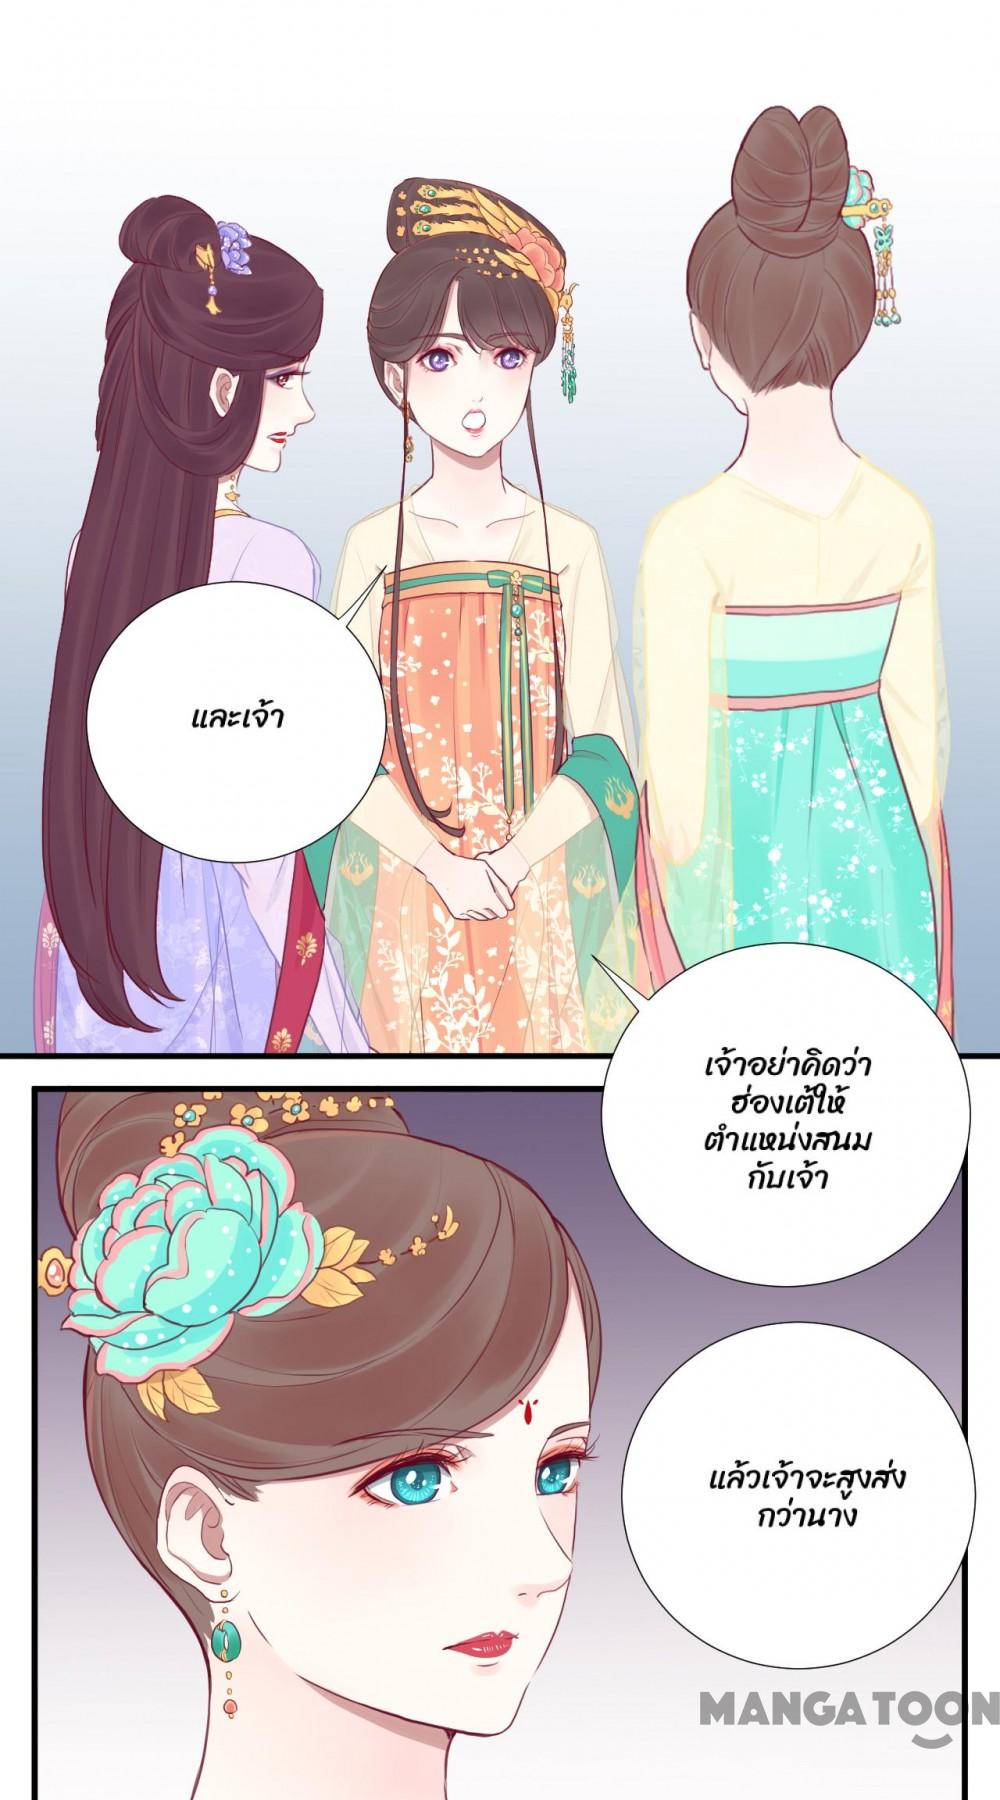 และเจ้า
เจ้าอย่าคิดว่า
ฮ่องเต้ให้
ตำแหน่งสนม
กับเจ้า
แล้วเจ้าจะสูงส่ง
กว่านาง
MANGATOON